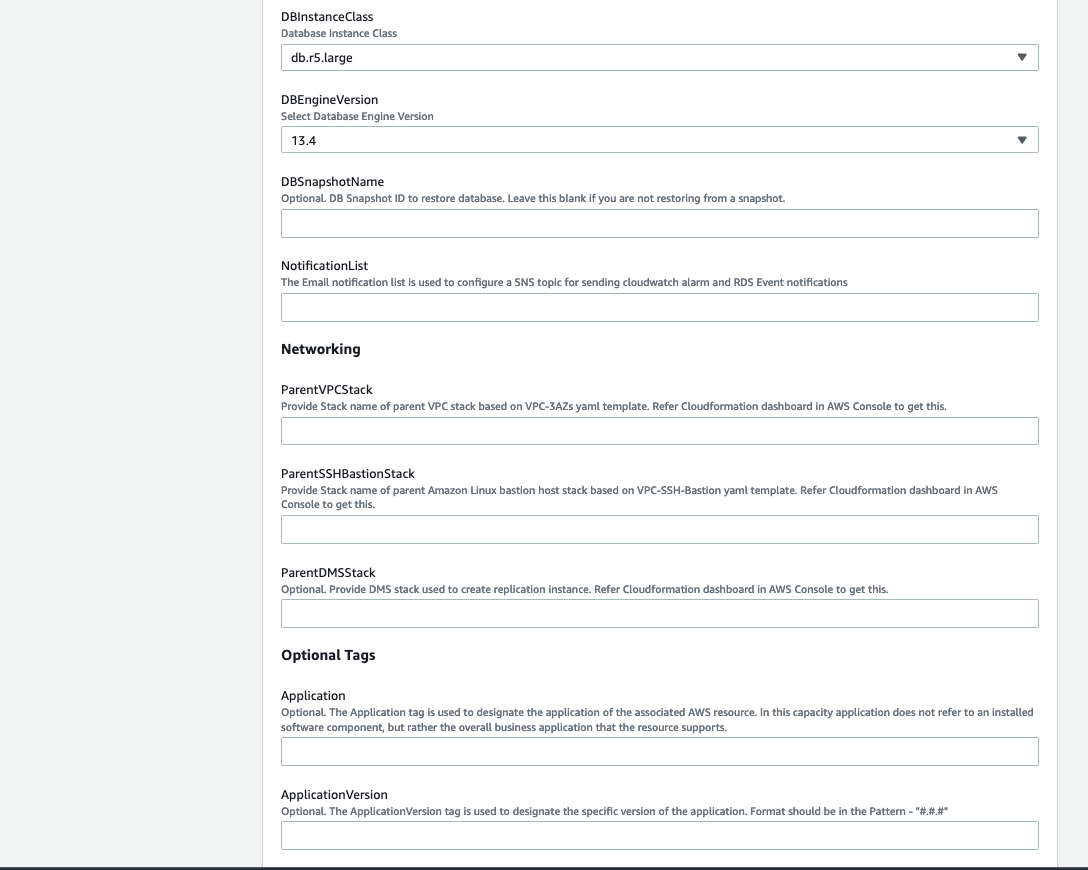 DBInstanceClass
Database Instance Class
db.r5.large
DBEngineVersion
Select Database Engine Version
13.4
DBSnapshotName
Optional. DB Snapshot ID to restore database. Leave this blank if you are not restoring from a snapshot.
NotificationList
The Email notification list is used to configure a SNS topic for sending cloudwatch alarm and RDS Event notifications
Networking
ParentVPCStack
Provide Stack name of parent VPC stack based on VPC-3AZs yaml template. Refer Cloudformation dashboard in AWS Console to get this.
ParentSSHBastionStack
Provide Stack name of parent Amazon Linux bastion host stack based on VPC-SSH-Bastion yaml template. Refer Cloudformation dashboard in AWS
Console to get this.
ParentDMSStack
Optional. Provide DMS stack used to create replication instance. Refer Cloudformation dashboard in AWS Console to get this.
Optional Tags
Application
Optional. The Application tag is used to designate the application of the associated AWS resource. In this capacity application does not refer to an installed
software component, but rather the overall business application that the resource supports.
ApplicationVersion
Optional. The ApplicationVersion tag is used to designate the specific version of the application. Format should be in the Pattern - "#.#.#"